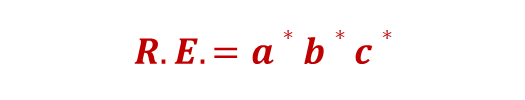 R. E. = a * b * c *